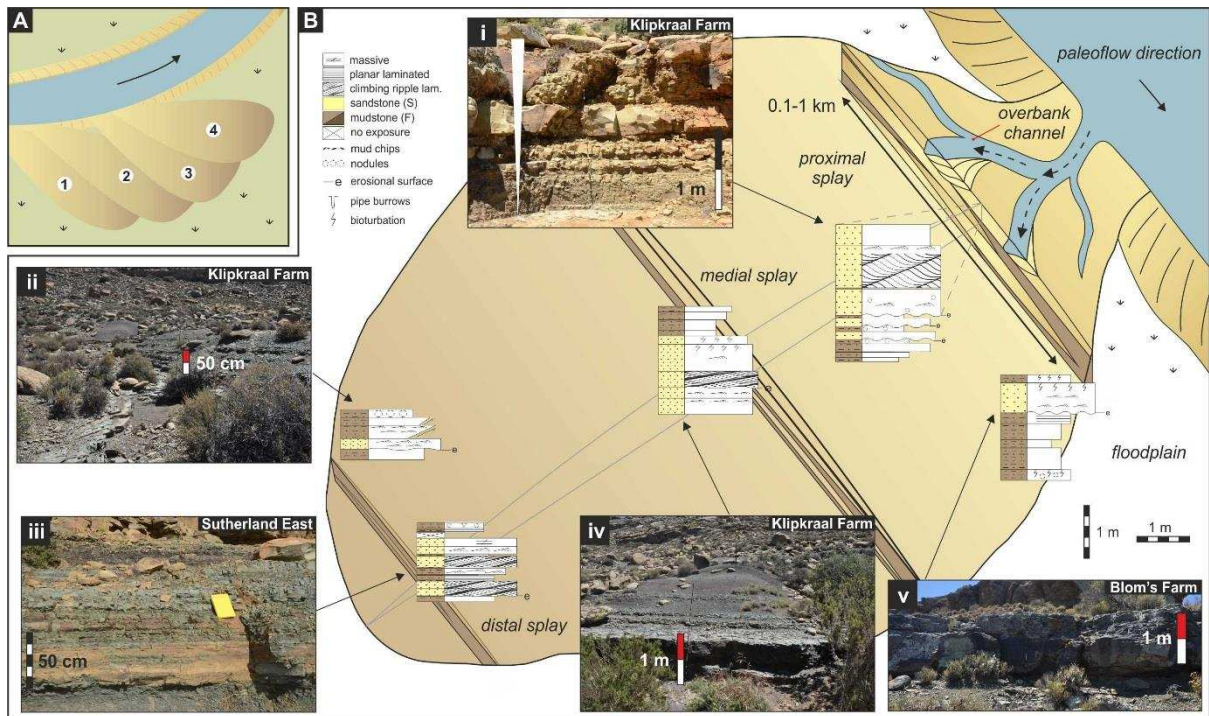 A
1
2
3
4
B
massive
planar laminated
climbing ripple lam.
sandstone (S)
mudstone (F)
no exposure
mud chips
nodules
e erosional surface
pipe burrows
bioturbation
i
Klipkraal Farm
1 m
0.1-1 km
paleoflow direction
overbank
channel
proximal
splay
medial splay
e
e
e
ii
Klipkraal Farm
50 cm
e
e
floodplain
iii
Sutherland East
50 cm
e
distal splay
iv
Klipkraal Farm
1 m
1 m
1 m
v
Blom's Farm
1 m